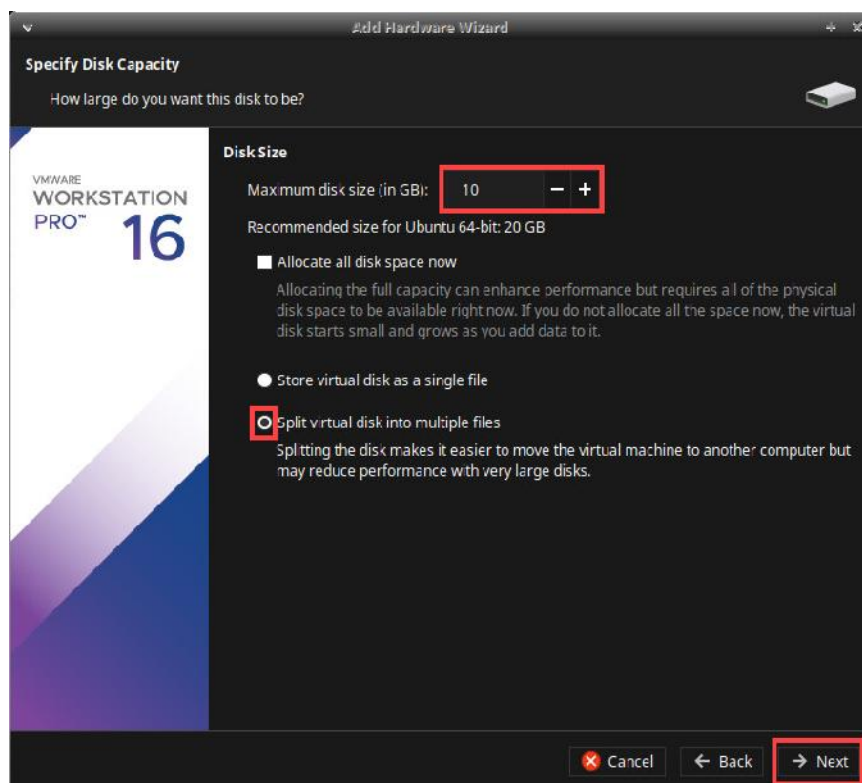 Add Hardware Wizard
Specify Disk Capacity
How large do you want this disk to be?
VMWARE
WORKSTATION
PRO™ 16
Disk Size
Maximum disk size (in GB): 10
Recommended size for Ubuntu 64-bit: 20 GB
Allocate all disk space now
Allocating the full capacity can enhance performance but requires all of the physical
disk space to be available right now. If you do not allocate all the space now, the virtual
disk starts small and grows as you add data to it.
Store virtual disk as a single file
Split virtual disk into multiple files
Splitting the disk makes it easier to move the virtual machine to another computer but
may reduce performance with very large disks.
Cancel Back Next